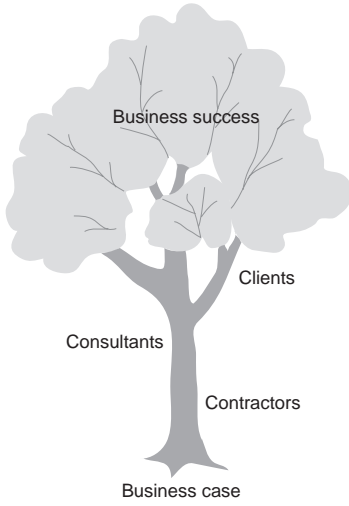 Business success
Clients
Consultants
Contractors
Business case